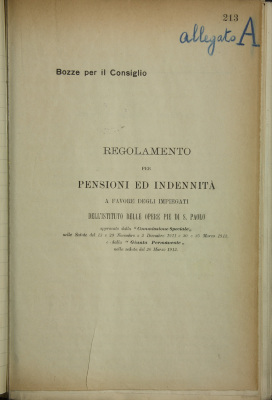 213
allegato A
Bozze per il Consiglio
REGOLAMENTO
PER
PENSIONI ED INDENNITÀ
A FAVORE DEGLI IMPIEGATI
DELL'ISTITUTO DELLE OPERE PIE DI S. PAOLO
approvato dalla "Commissione Speciale"
nelle Sedute del 21 e 29 Novembre e 5 Dicembre 1911 - 20 e 27 Marzo 1912,
e dalla "Giunta Permanente"
nella seduta del 28 Marzo 1912